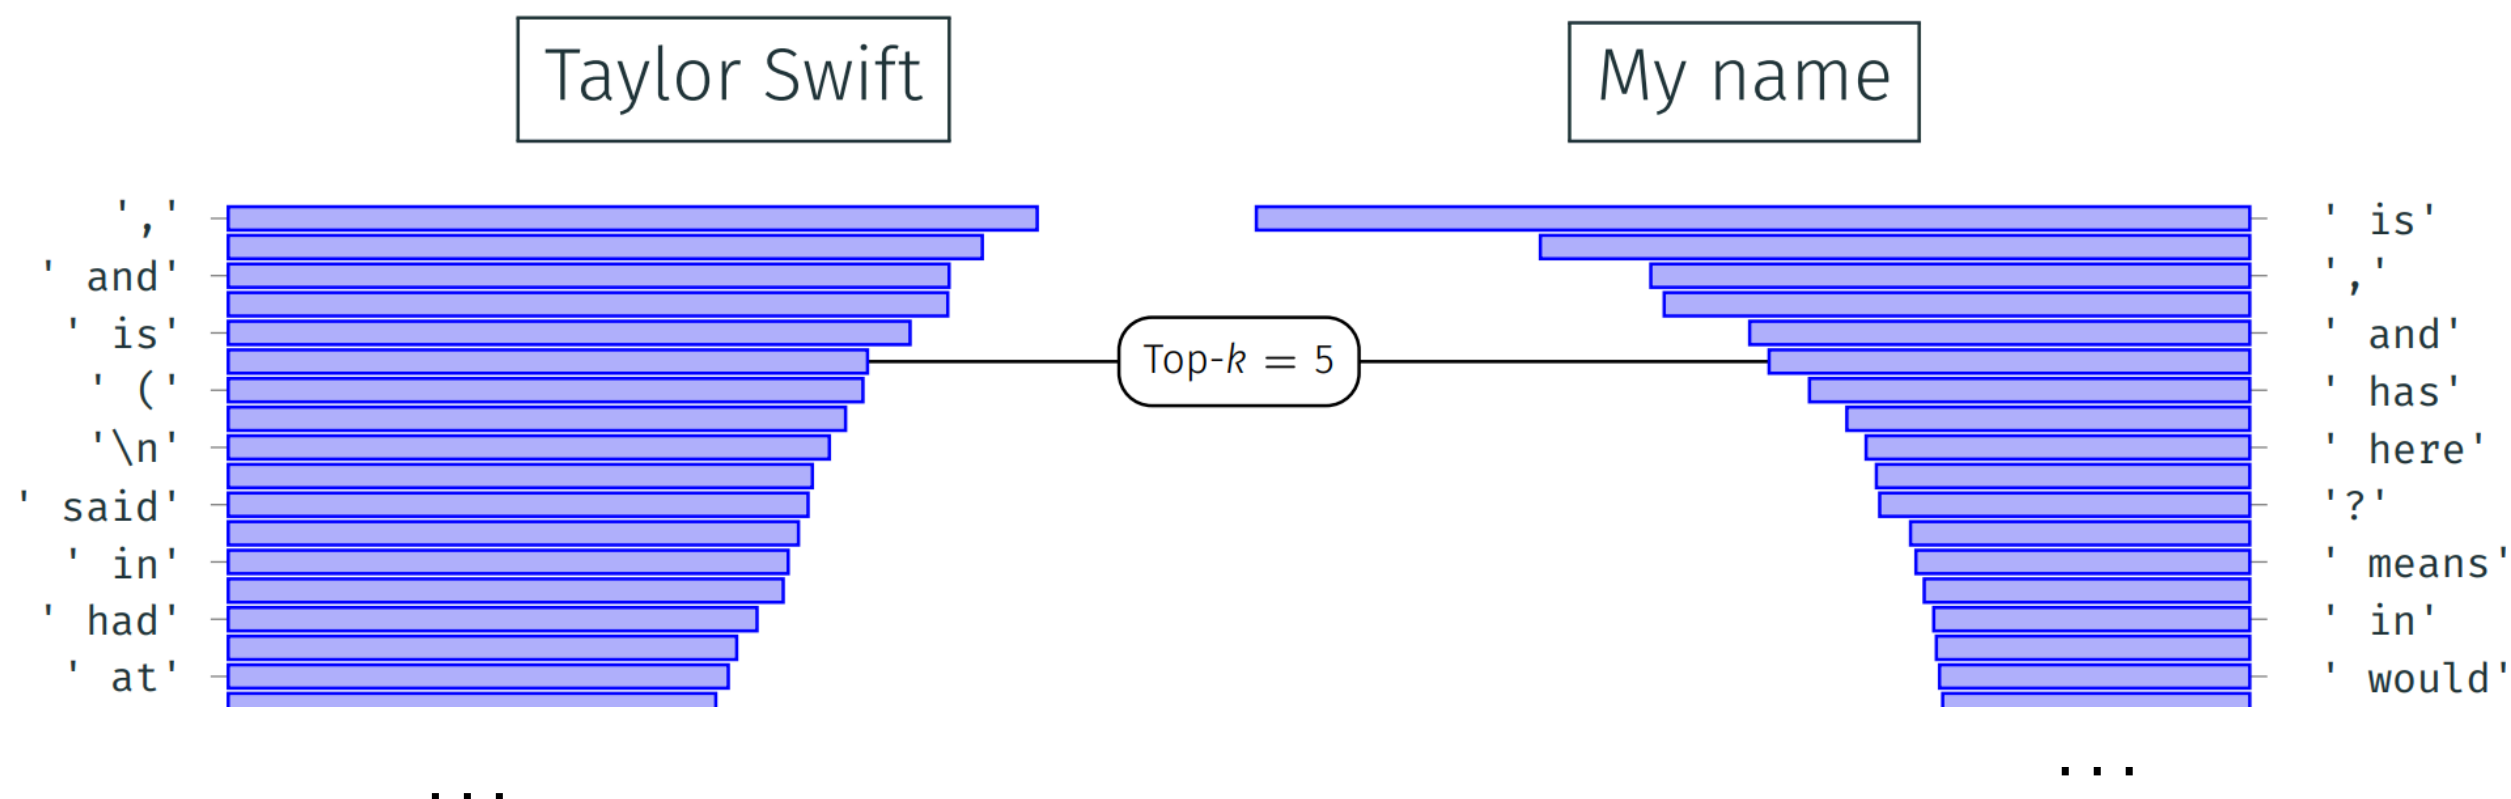 Taylor Swift
My name
','
' and'
' is'
' ('
'\n'
' said'
' in'
' had'
' at'
Top-k = 5
' is'
','
' and'
' has'
' here'
'?'
' means'
' in'
' would'
...
...